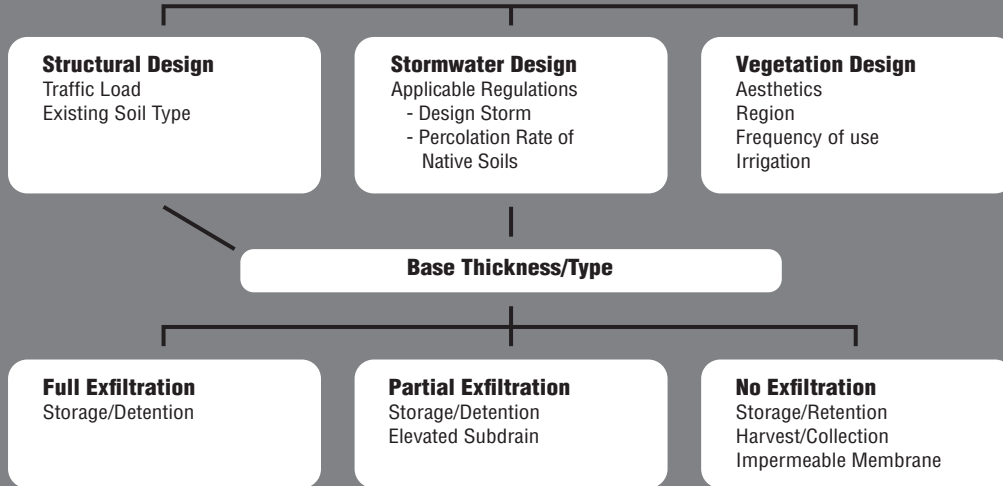 Structural Design
Traffic Load
Existing Soil Type
Stormwater Design
Applicable Regulations
- Design Storm
- Percolation Rate of
Native Soils
Vegetation Design
Aesthetics
Region
Frequency of use
Irrigation
Base Thickness/Type
Full Exfiltration
Storage/Detention
Partial Exfiltration
Storage/Detention
Elevated Subdrain
No Exfiltration
Storage/Retention
Harvest/Collection
Impermeable Membrane